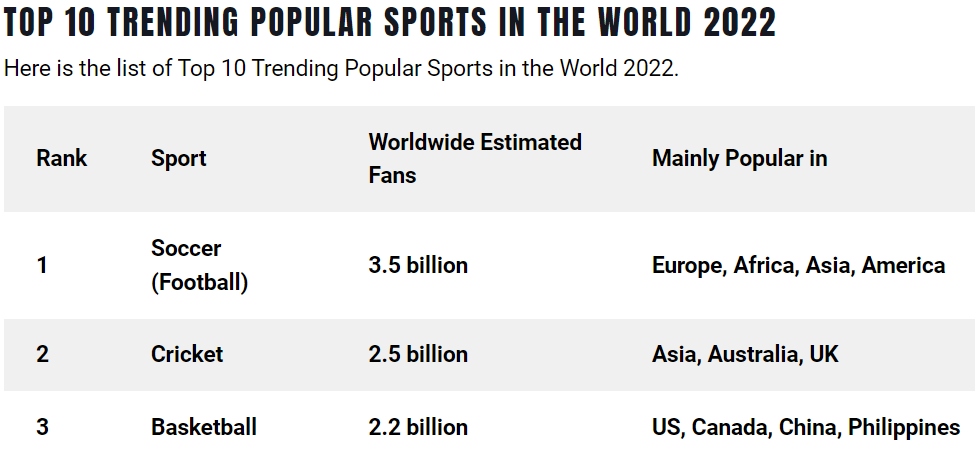 TOP 10 TRENDING POPULAR SPORTS IN THE WORLD 2022
Here is the list of Top 10 Trending Popular Sports in the World 2022.
Rank Sport Worldwide Estimated Fans Mainly Popular in
1 Soccer (Football) 3.5 billion Europe, Africa, Asia, America
2 Cricket 2.5 billion Asia, Australia, UK
3 Basketball 2.2 billion US, Canada, China, Philippines